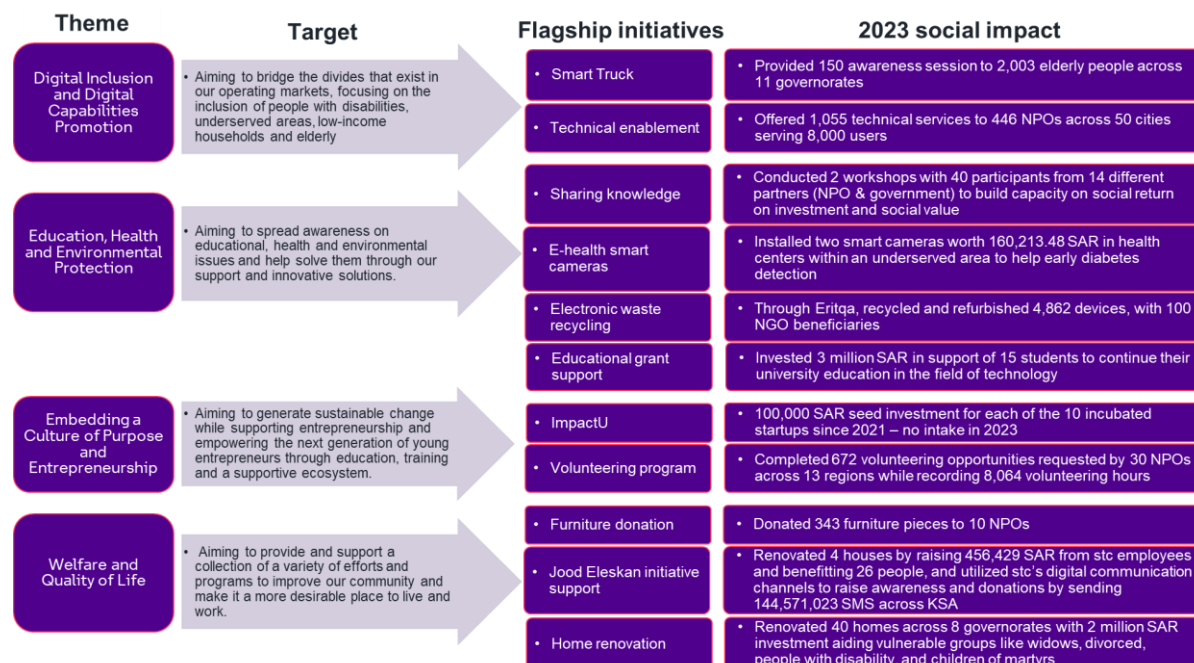 Theme
Target
Flagship initiatives
2023 social impact
Digital Inclusion
and Digital
Capabilities
Promotion
• Aiming to bridge the divides that exist in
our operating markets, focusing on the
inclusion of people with disabilities,
underserved areas, low-income
households and elderly
• Smart Truck
• Provided 150 awareness session to 2,003 elderly people across
11 governorates
• Technical enablement
• Offered 1,055 technical services to 446 NPOs across 50 cities
serving 8,000 users
Education, Health
and Environmental
Protection
• Aiming to spread awareness on
educational, health and environmental
issues and help solve them through our
support and innovative solutions.
• Sharing knowledge
• Conducted 2 workshops with 40 participants from 14 different
partners (NPO & government) to build capacity on social return
on investment and social value
• E-health smart
cameras
• Installed two smart cameras worth 160,213.48 SAR in health
centers within an underserved area to help early diabetes
detection
• Electronic waste
recycling
• Through Eritqa, recycled and refurbished 4,862 devices, with 100
NGO beneficiaries
• Educational grant
support
• Invested 3 million SAR in support of 15 students to continue their
university education in the field of technology
Embedding a
Culture of Purpose
and
Entrepreneurship
• Aiming to generate sustainable change
while supporting entrepreneurship and
empowering the next generation of young
entrepreneurs through education, training
and a supportive ecosystem.
• ImpactU
• 100,000 SAR seed investment for each of the 10 incubated
startups since 2021 – no intake in 2023
• Volunteering program
• Completed 672 volunteering opportunities requested by 30 NPOs
across 13 regions while recording 8,064 volunteering hours
Welfare and
Quality of Life
• Aiming to provide and support a
collection of a variety of efforts and
programs to improve our community and
make it a more desirable place to live and
work.
• Furniture donation
• Donated 343 furniture pieces to 10 NPOs
• Jood Eleskan initiative
support
• Renovated 4 houses by raising 456,429 SAR from stc employees
and benefitting 26 people, and utilized stc's digital communication
channels to raise awareness and donations by sending
144,571,023 SMS across KSA
• Home renovation
• Renovated 40 homes across 8 governorates with 2 million SAR
investment aiding vulnerable groups like widows, divorced,
people with disability, and children of martyrs